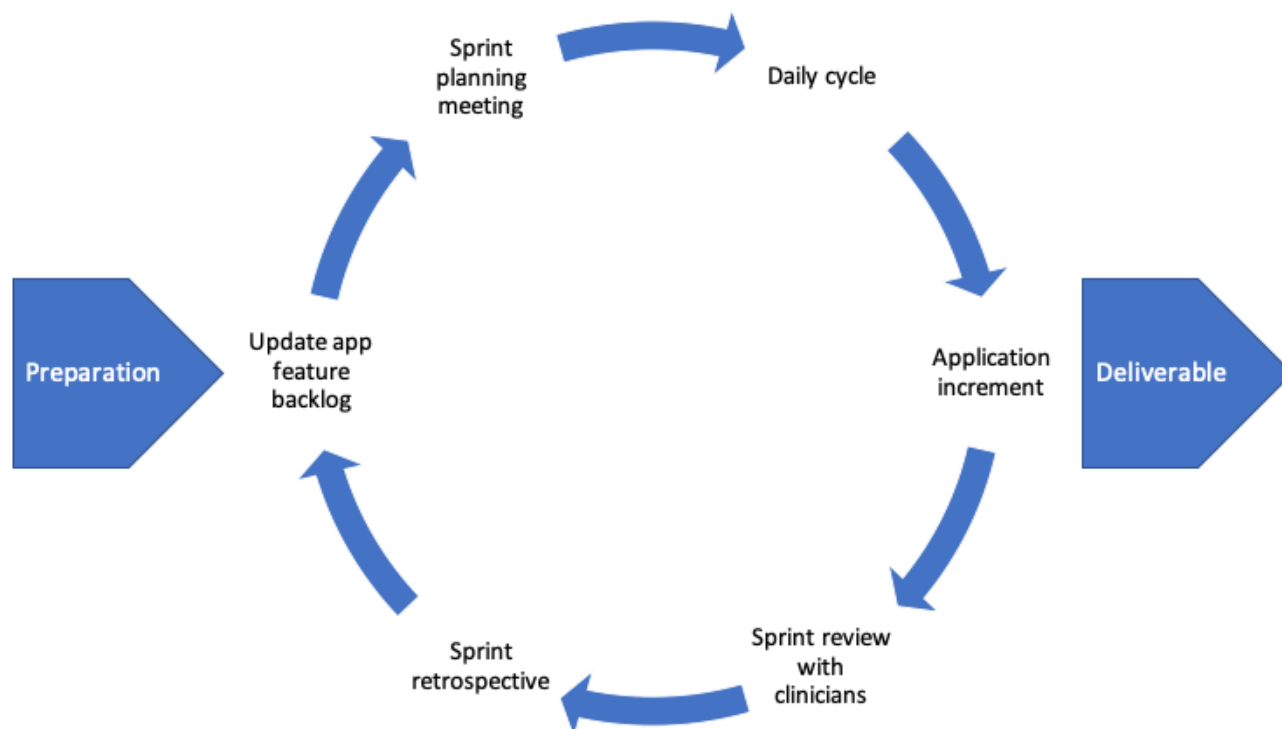 Sprint
planning
meeting
Daily cycle
Preparation
Update app
feature
backlog
Application
increment
Deliverable
Sprint
retrospective
Sprint review
with
clinicians